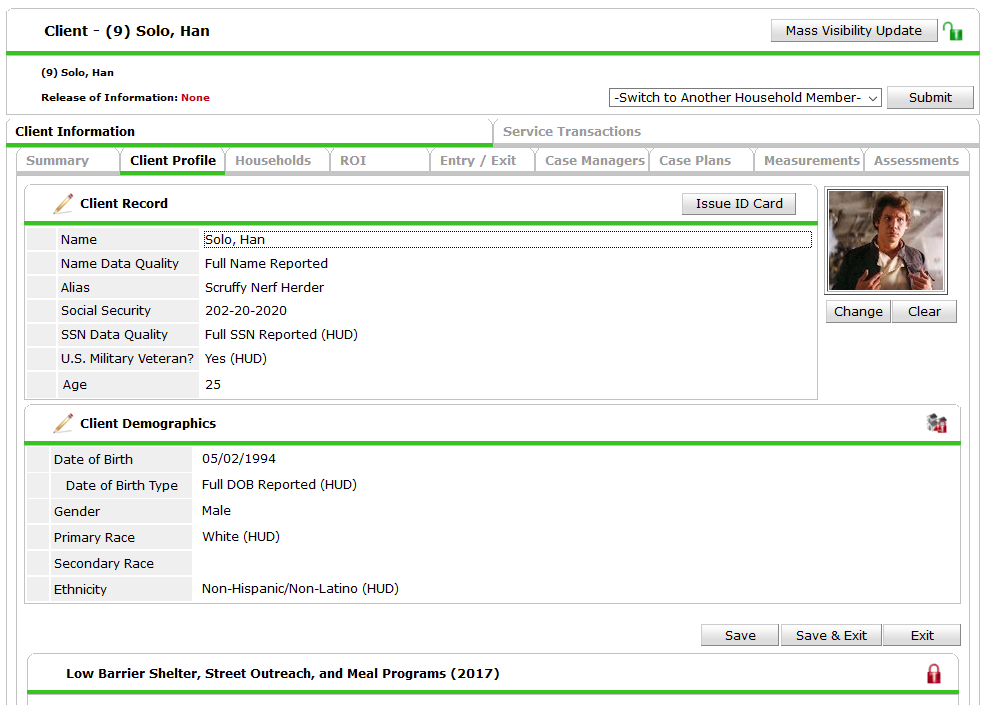 Client - (9) Solo, Han
Mass Visibility Update
(9) Solo, Han
Release of Information: None
-Switch to Another Household Member-
Submit
Client Information
Service Transactions
Summary
Client Profile
Households
ROI
Entry / Exit
Case Managers
Case Plans
Measurements
Assessments
Client Record
Issue ID Card
Name Solo, Han
Name Data Quality Full Name Reported
Alias Scruffy Nerf Herder
Social Security 202-20-2020
SSN Data Quality Full SSN Reported (HUD)
U.S. Military Veteran? Yes (HUD)
Age 25
Change
Clear
Client Demographics
Date of Birth 05/02/1994
Date of Birth Type Full DOB Reported (HUD)
Gender Male
Primary Race White (HUD)
Secondary Race
Ethnicity Non-Hispanic/Non-Latino (HUD)
Save
Save & Exit
Exit
Low Barrier Shelter, Street Outreach, and Meal Programs (2017)